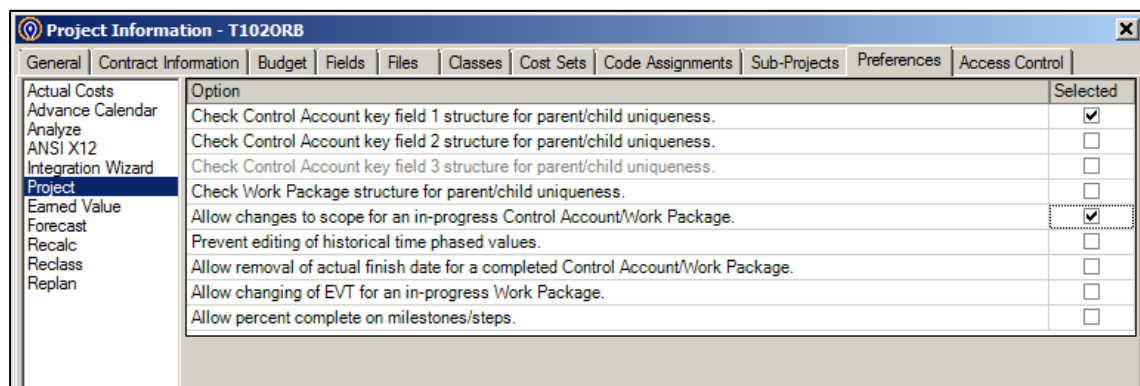 Project Information - T102ORB
General Contract Information Budget Fields Files Classes Cost Sets Code Assignments Sub-Projects Preferences Access Control
Actual Costs
Advance Calendar
Analyze
ANSI X12
Integration Wizard
Project
Earned Value
Forecast
Recalc
Reclass
Replan
Option Selected
Check Control Account key field 1 structure for parent/child uniqueness.
Check Control Account key field 2 structure for parent/child uniqueness.
Check Control Account key field 3 structure for parent/child uniqueness.
Check Work Package structure for parent/child uniqueness.
Allow changes to scope for an in-progress Control Account/Work Package.
Prevent editing of historical time phased values.
Allow removal of actual finish date for a completed Control Account/Work Package.
Allow changing of EVT for an in-progress Work Package.
Allow percent complete on milestones/steps.